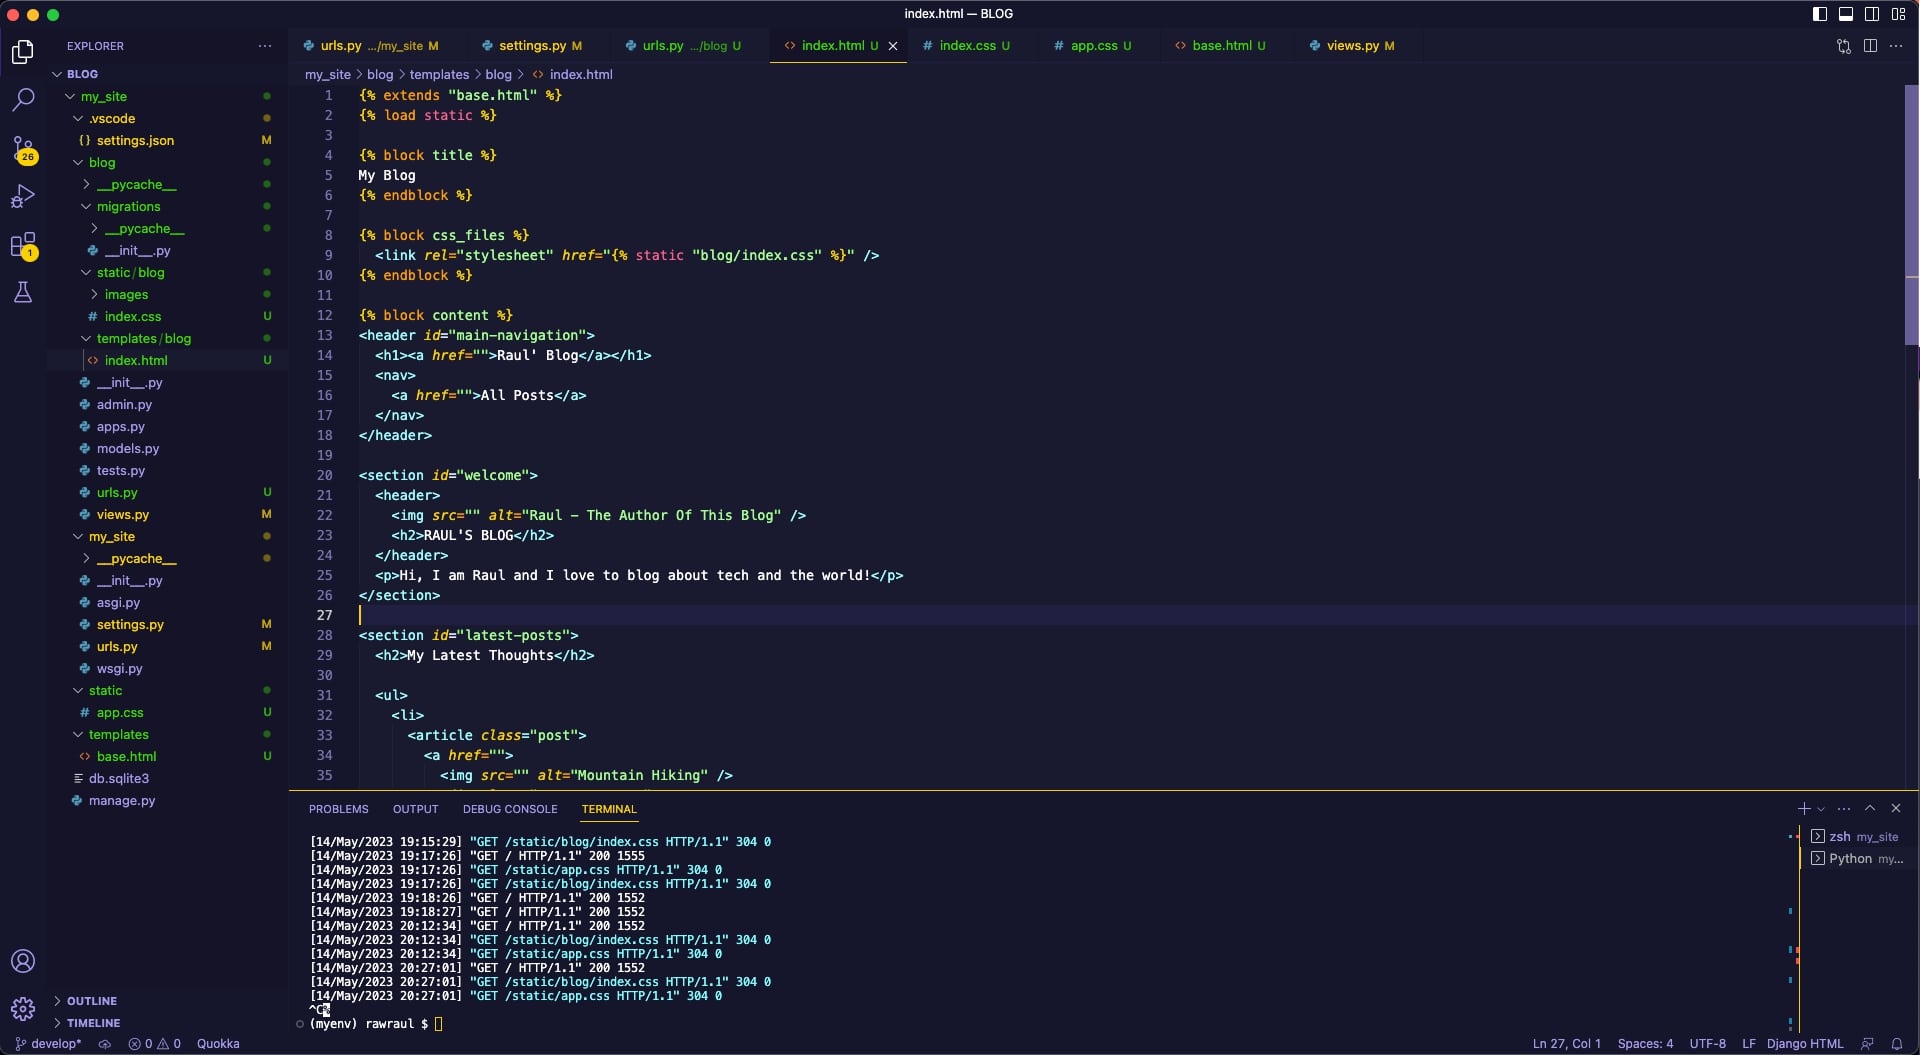 index.html — BLOG
EXPLORER
urls.py .../my_site M
settings.py M
urls.py .../blog U
index.html U
index.css U
app.css U
base.html U
views.py M
my_site > blog > templates > blog > index.html
BLOG
my_site
.vscode
settings.json M
blog
__pycache__
migrations
__pycache__
__init__.py
static/blog
images
index.css U
templates/blog
index.html U
__init__.py
admin.py
apps.py
models.py
tests.py
urls.py U
views.py M
my_site
__pycache__
__init__.py
asgi.py
settings.py M
urls.py M
wsgi.py
static
app.css U
templates
base.html U
db.sqlite3
manage.py
OUTLINE
TIMELINE
26
1
1 {% extends "base.html" %}
2 {% load static %}
3
4 {% block title %}
5 My Blog
6 {% endblock %}
7
8 {% block css_files %}
9 <link rel="stylesheet" href="{% static "blog/index.css" %}" />
10 {% endblock %}
11
12 {% block content %}
13 <header id="main-navigation">
14 <h1><a href="">Raul' Blog</a></h1>
15 <nav>
16 <a href="">All Posts</a>
17 </nav>
18 </header>
19
20 <section id="welcome">
21 <header>
22 <img src="" alt="Raul - The Author Of This Blog" />
23 <h2>RAUL'S BLOG</h2>
24 </header>
25 <p>Hi, I am Raul and I love to blog about tech and the world!</p>
26 </section>
27
28 <section id="latest-posts">
29 <h2>My Latest Thoughts</h2>
30
31 <ul>
32 <li>
33 <article class="post">
34 <a href="">
35 <img src="" alt="Mountain Hiking" />
PROBLEMS OUTPUT DEBUG CONSOLE TERMINAL
[14/May/2023 19:15:29] "GET /static/blog/index.css HTTP/1.1" 304 0
[14/May/2023 19:17:26] "GET / HTTP/1.1" 200 1555
[14/May/2023 19:17:26] "GET /static/app.css HTTP/1.1" 304 0
[14/May/2023 19:17:26] "GET /static/blog/index.css HTTP/1.1" 304 0
[14/May/2023 19:18:26] "GET / HTTP/1.1" 200 1552
[14/May/2023 19:18:27] "GET / HTTP/1.1" 200 1552
[14/May/2023 20:12:34] "GET / HTTP/1.1" 200 1552
[14/May/2023 20:12:34] "GET /static/blog/index.css HTTP/1.1" 304 0
[14/May/2023 20:12:34] "GET /static/app.css HTTP/1.1" 304 0
[14/May/2023 20:27:01] "GET / HTTP/1.1" 200 1552
[14/May/2023 20:27:01] "GET /static/blog/index.css HTTP/1.1" 304 0
[14/May/2023 20:27:01] "GET /static/app.css HTTP/1.1" 304 0
^C%
(myenv) rawraul $
zsh my_site
Python my...
develop* 0 0 Quokka
Ln 27, Col 1 Spaces: 4 UTF-8 LF Django HTML